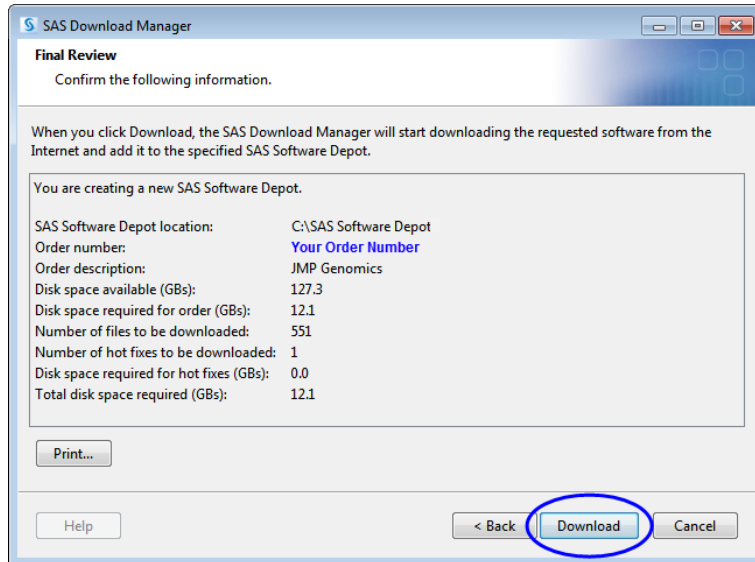 SAS Download Manager
Final Review
Confirm the following information.
When you click Download, the SAS Download Manager will start downloading the requested software from the
Internet and add it to the specified SAS Software Depot.
You are creating a new SAS Software Depot.
SAS Software Depot location: C:\SAS Software Depot
Order number: Your Order Number
Order description: JMP Genomics
Disk space available (GBs): 127.3
Disk space required for order (GBs): 12.1
Number of files to be downloaded: 551
Number of hot fixes to be downloaded: 1
Disk space required for hot fixes (GBs): 0.0
Total disk space required (GBs): 12.1
Print...
Help < Back Download Cancel